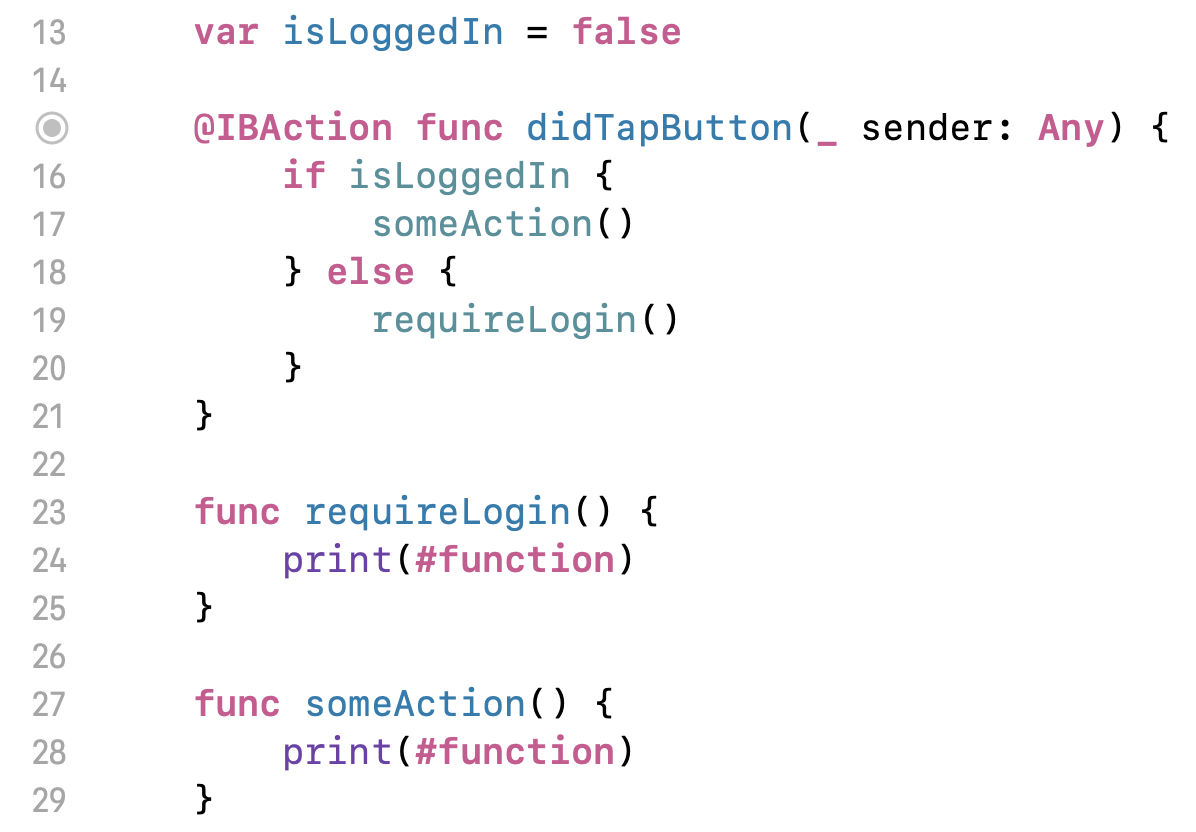 13 var isLoggedIn = false
14
@IBAction func didTapButton(_ sender: Any) {
16 if isLoggedIn {
17 someAction()
18 } else {
19 requireLogin()
20 }
21 }
22
23 func requireLogin() {
24 print(#function)
25 }
26
27 func someAction() {
28 print(#function)
29 }